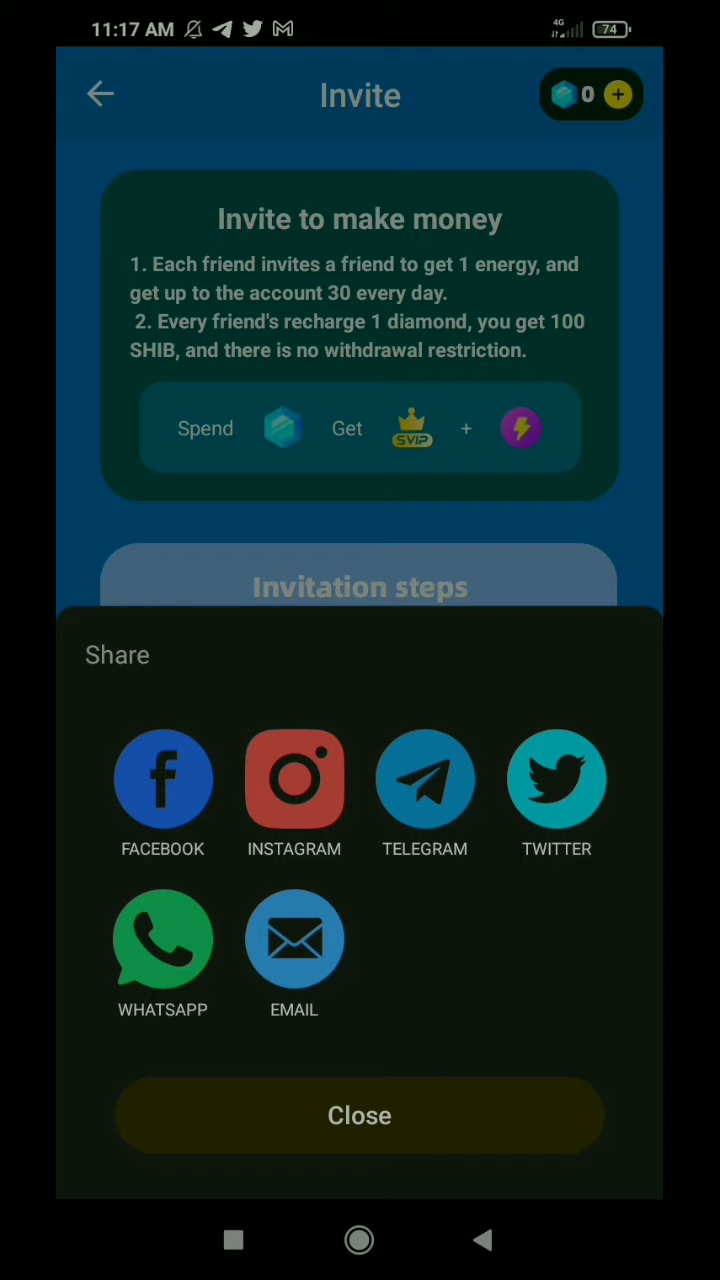 11:17 AM
4G
74
Invite
0
Invite to make money
1. Each friend invites a friend to get 1 energy, and
get up to the account 30 every day.
2. Every friend's recharge 1 diamond, you get 100
SHIB, and there is no withdrawal restriction.
Spend Get SVIP +
Invitation steps
Share
FACEBOOK INSTAGRAM TELEGRAM TWITTER
WHATSAPP EMAIL
Close